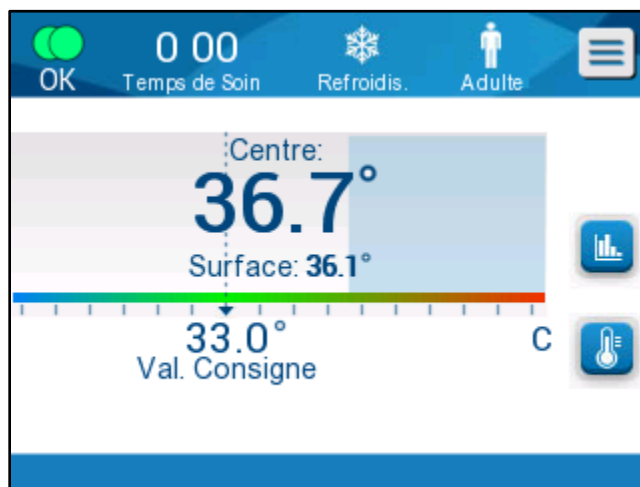 OK
0 00
Temps de Soin
Refroidis.
Adulte
Centre:
36.7°
Surface: 36.1°
33.0°
C
Val. Consigne